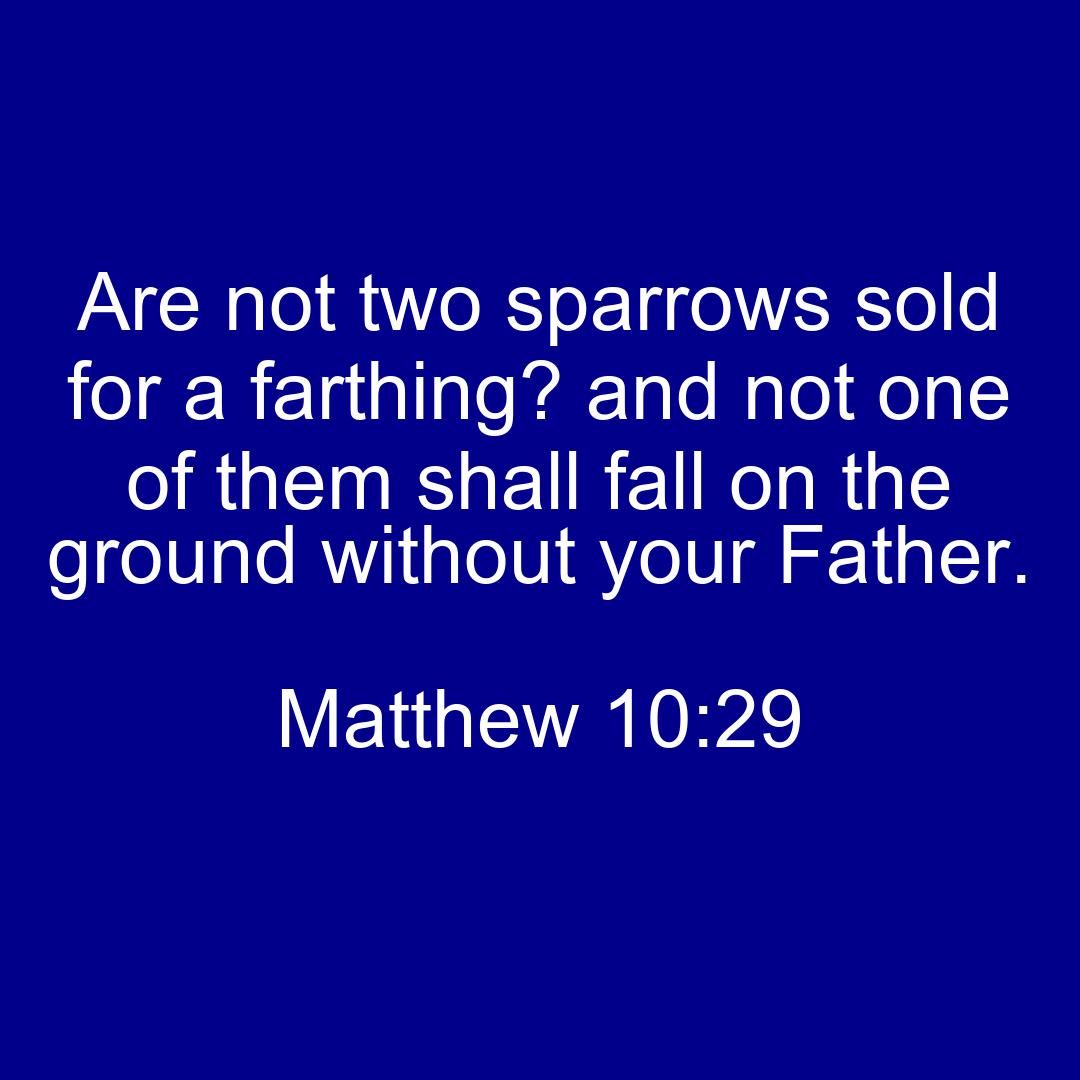 Are not two sparrows sold
for a farthing? and not one
of them shall fall on the
ground without your Father.
Matthew 10:29